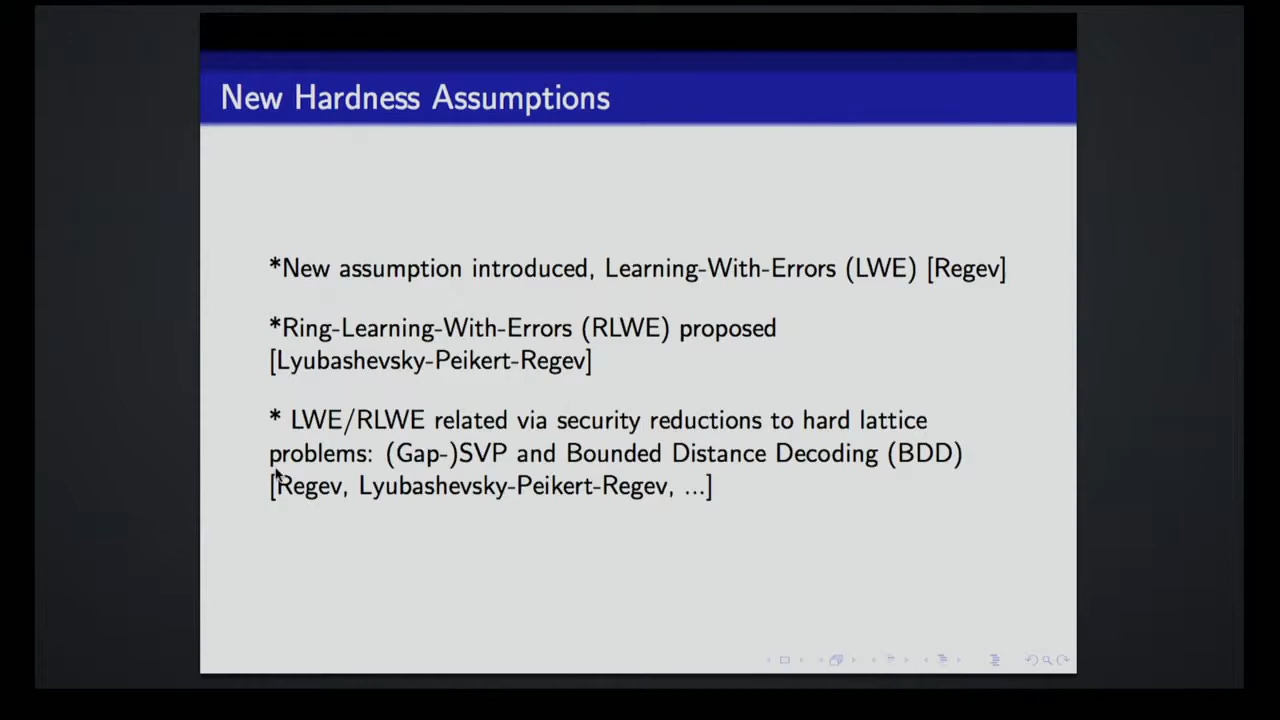 New Hardness Assumptions
*New assumption introduced, Learning-With-Errors (LWE) [Regev]
*Ring-Learning-With-Errors (RLWE) proposed
[Lyubashevsky-Peikert-Regev]
* LWE/RLWE related via security reductions to hard lattice
problems: (Gap-)SVP and Bounded Distance Decoding (BDD)
[Regev, Lyubashevsky-Peikert-Regev, ...]